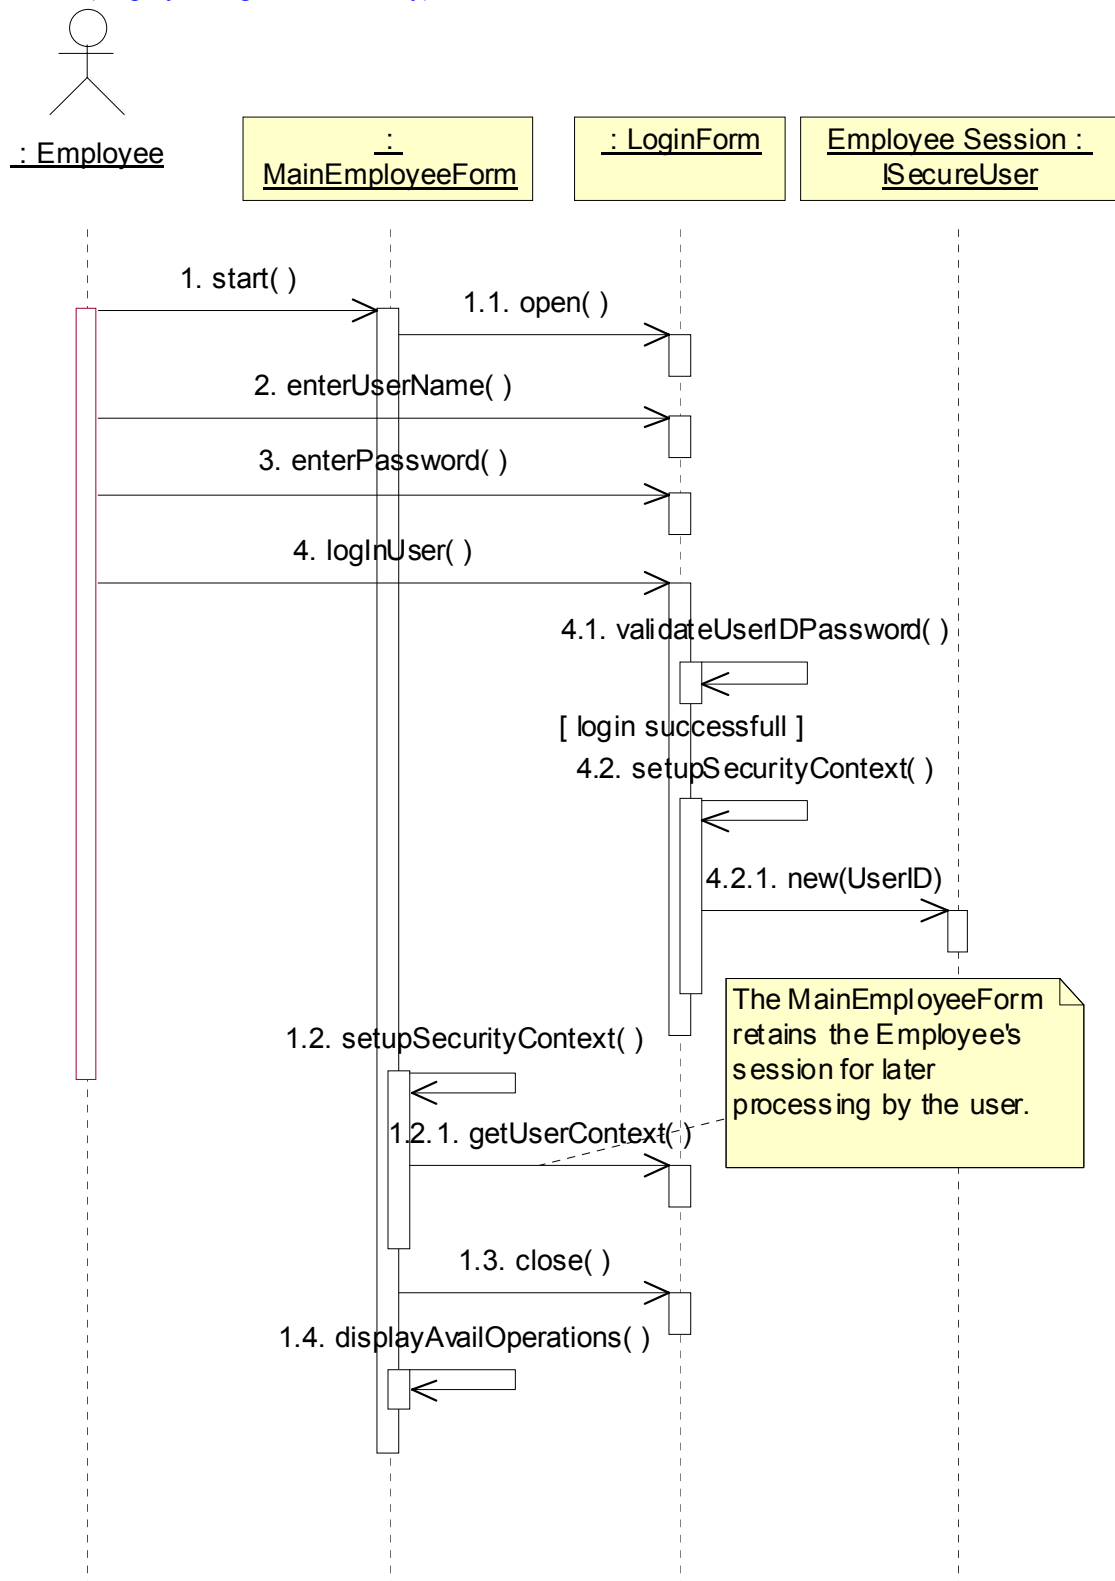 : Employee
:
MainEmployeeForm
: LoginForm
Employee Session :
ISecureUser
1. start( )
1.1. open( )
2. enterUserName( )
3. enterPassword( )
4. logInUser( )
4.1. validateUserIDPassword( )
[ login successfull ]
4.2. setupSecurityContext( )
4.2.1. new(UserID)
The MainEmployeeForm
retains the Employee's
session for later
processing by the user.
1.2. setupSecurityContext( )
1.2.1. getUserContext( )
1.3. close( )
1.4. displayAvailOperations( )